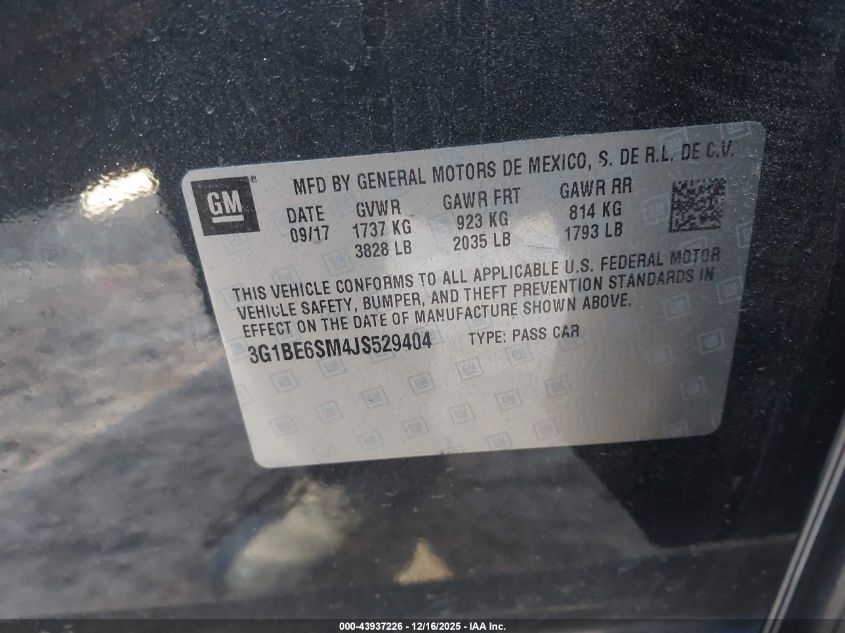 GM
MFD BY GENERAL MOTORS DE MEXICO, S. DE R.L. DE C.V.
DATE GVWR GAWR FRT GAWR RR
09/17 1737 KG 923 KG 814 KG
3828 LB 2035 LB 1793 LB
THIS VEHICLE CONFORMS TO ALL APPLICABLE U.S. FEDERAL MOTOR
VEHICLE SAFETY, BUMPER, AND THEFT PREVENTION STANDARDS IN
EFFECT ON THE DATE OF MANUFACTURE SHOWN ABOVE.
3G1BE6SM4JS529404 TYPE: PASS CAR
000-43937226 - 12/16/2025 - IAA Inc.